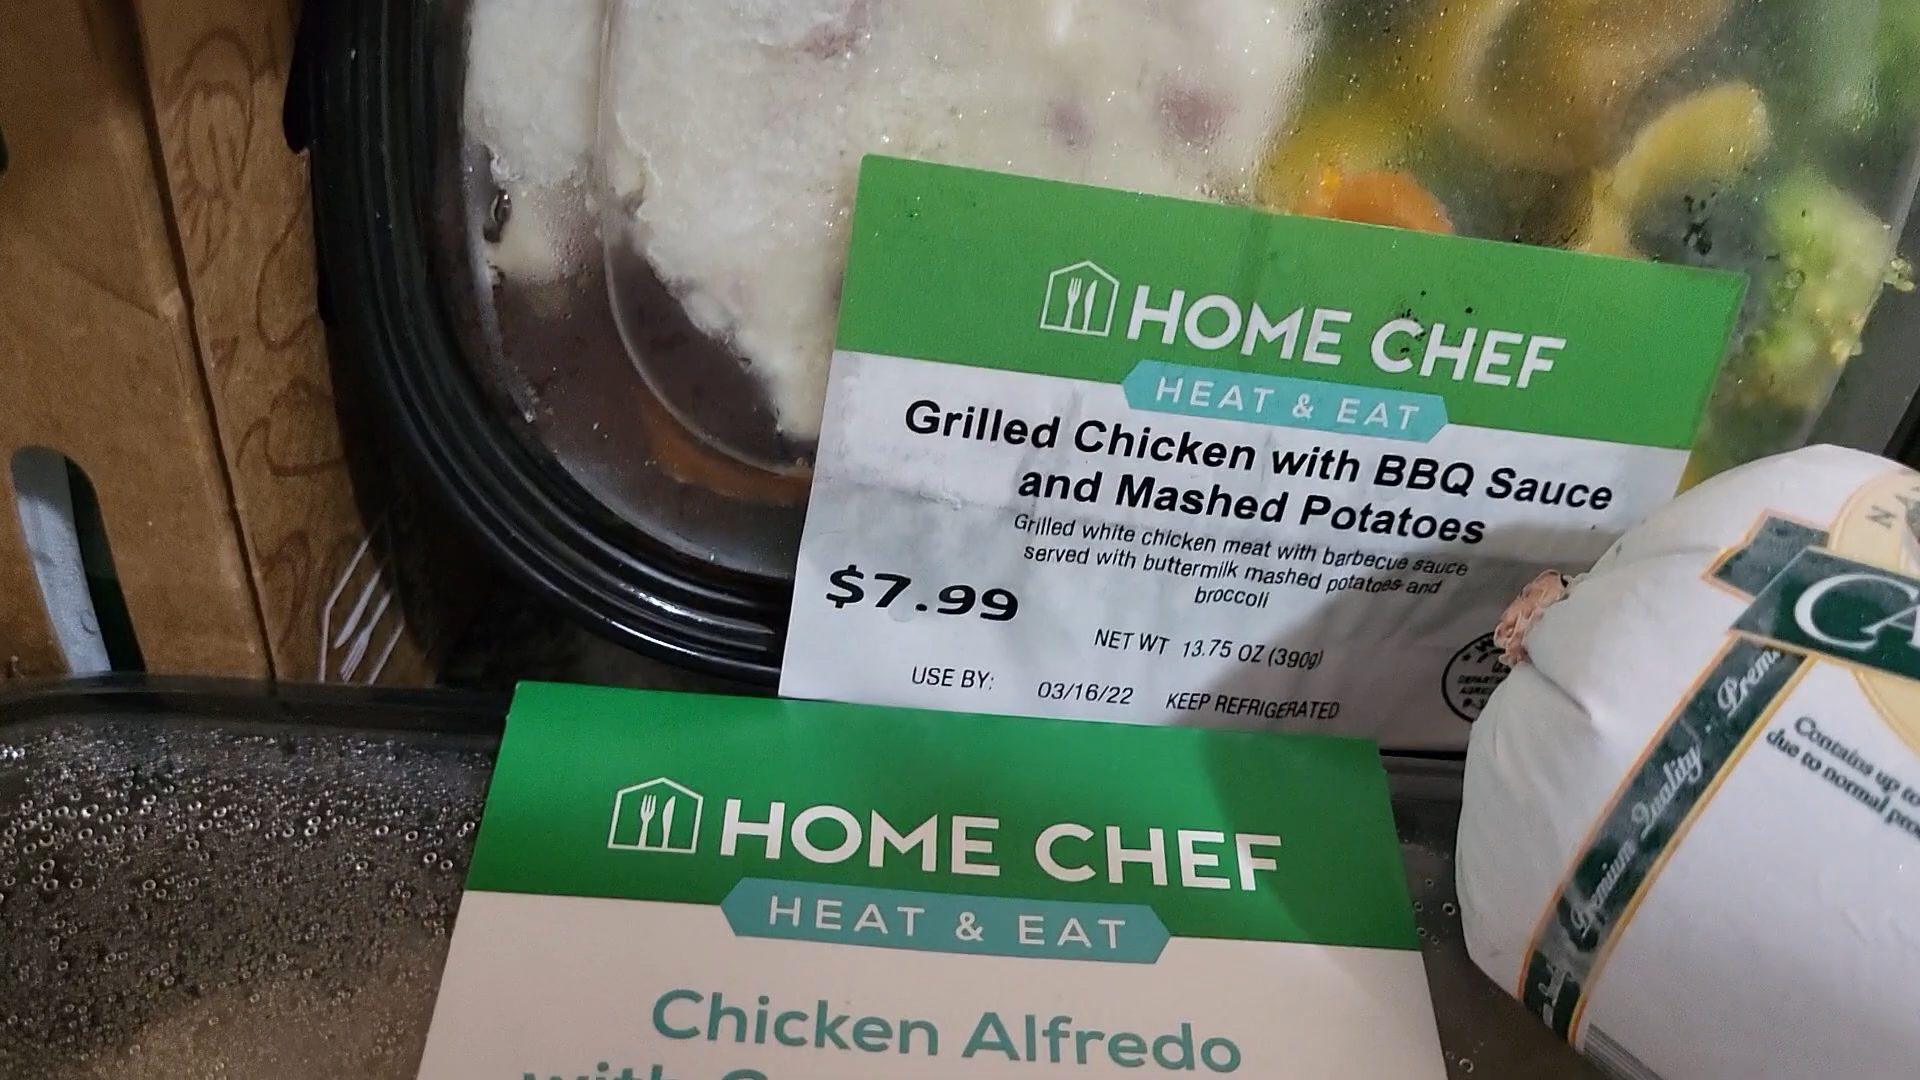 HOME CHEF
HEAT & EAT
Grilled Chicken with BBQ Sauce
and Mashed Potatoes
Grilled white chicken meat with barbecue sauce
served with buttermilk mashed potatoes and
broccoli
$7.99
NET WT 13.75 OZ (390g)
USE BY: 03/16/22 KEEP REFRIGERATED
HOME CHEF
HEAT & EAT
Chicken Alfredo
with
Premium Quality
Contains up to
due to normal